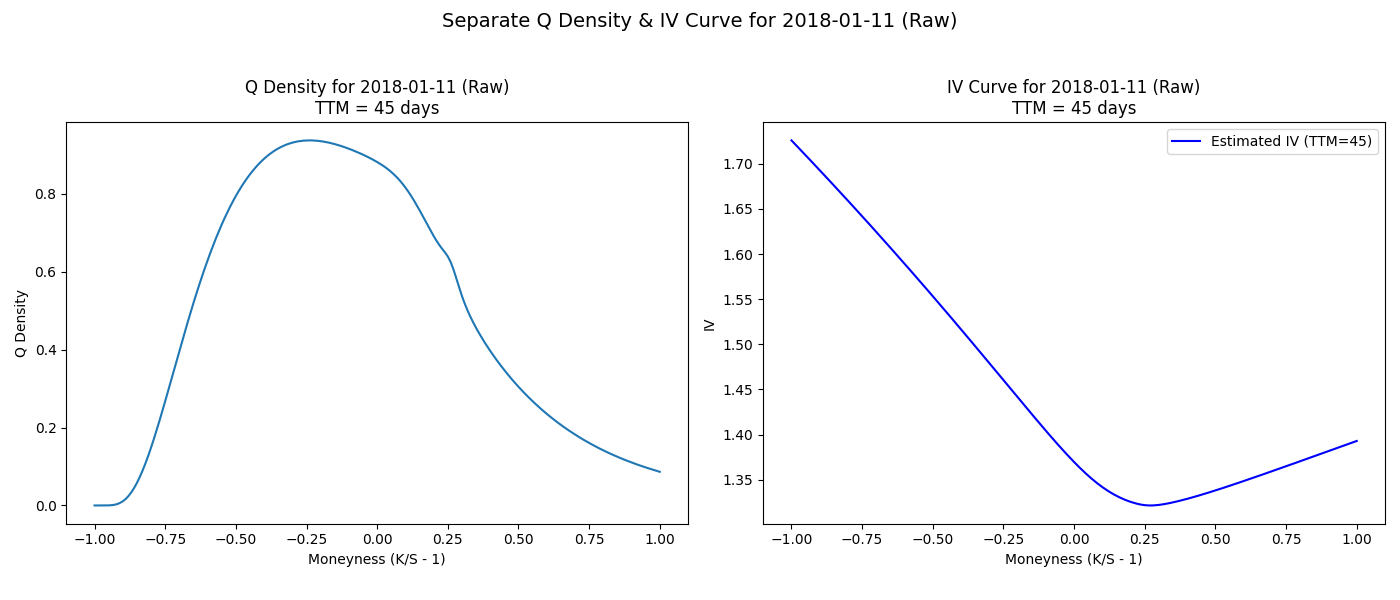 Separate Q Density & IV Curve for 2018-01-11 (Raw)
Q Density for 2018-01-11 (Raw)
TTM = 45 days
Q Density
0.8
0.6
0.4
0.2
0.0
−1.00 −0.75 −0.50 −0.25 0.00 0.25 0.50 0.75 1.00
Moneyness (K/S - 1)
IV Curve for 2018-01-11 (Raw)
TTM = 45 days
Estimated IV (TTM=45)
IV
1.70
1.65
1.60
1.55
1.50
1.45
1.40
1.35
−1.00 −0.75 −0.50 −0.25 0.00 0.25 0.50 0.75 1.00
Moneyness (K/S - 1)